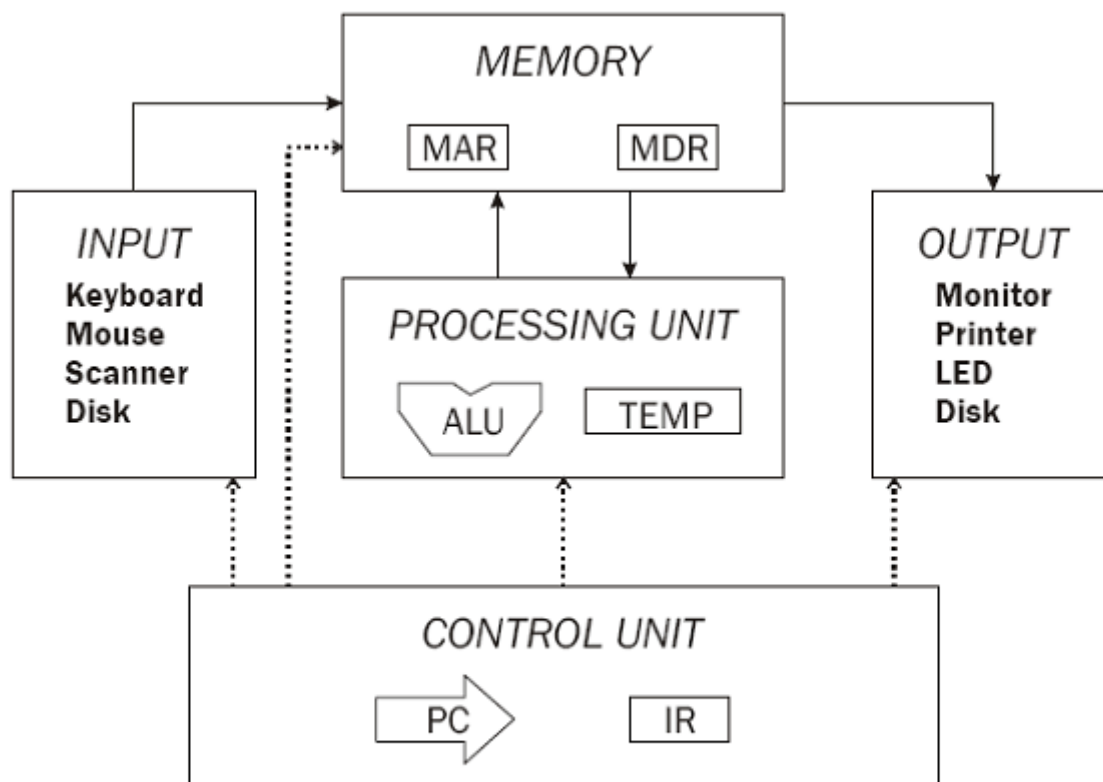 MEMORY
MAR
MDR
INPUT
Keyboard
Mouse
Scanner
Disk
PROCESSING UNIT
ALU
TEMP
OUTPUT
Monitor
Printer
LED
Disk
CONTROL UNIT
PC
IR